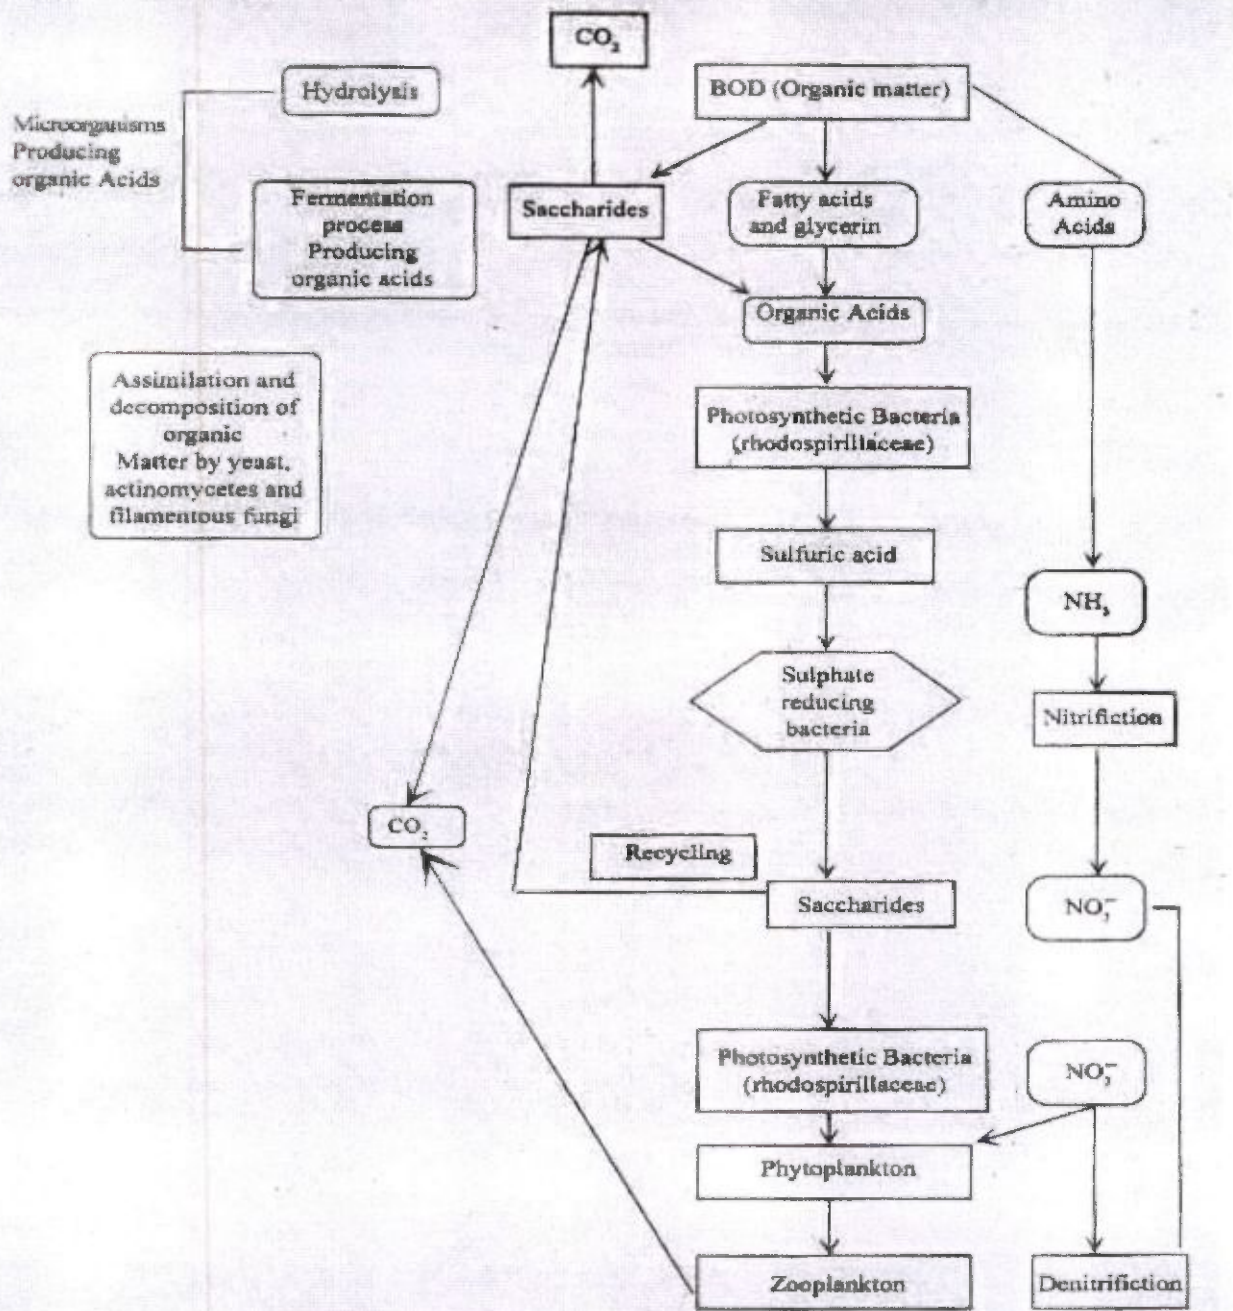 CO₂
Hydrolysis
BOD (Organic matter)
Microorganisms
Producing
organic Acids
Fermentation
process
Producing
organic acids
Saccharides
Fatty acids
and glycerin
Amino
Acids
Organic Acids
Assimilation and
decomposition of
organic
Matter by yeast,
actinomycetes and
filamentous fungi
Photosynthetic Bacteria
(rhodospirillaceae)
Sulfuric acid
NH₃
Sulphate
reducing
bacteria
Nitrifiction
CO₂
Recycling
Saccharides
NO₃⁻
Photosynthetic Bacteria
(rhodospirillaceae)
NO₃⁻
Phytoplankton
Zooplankton
Denitrifiction